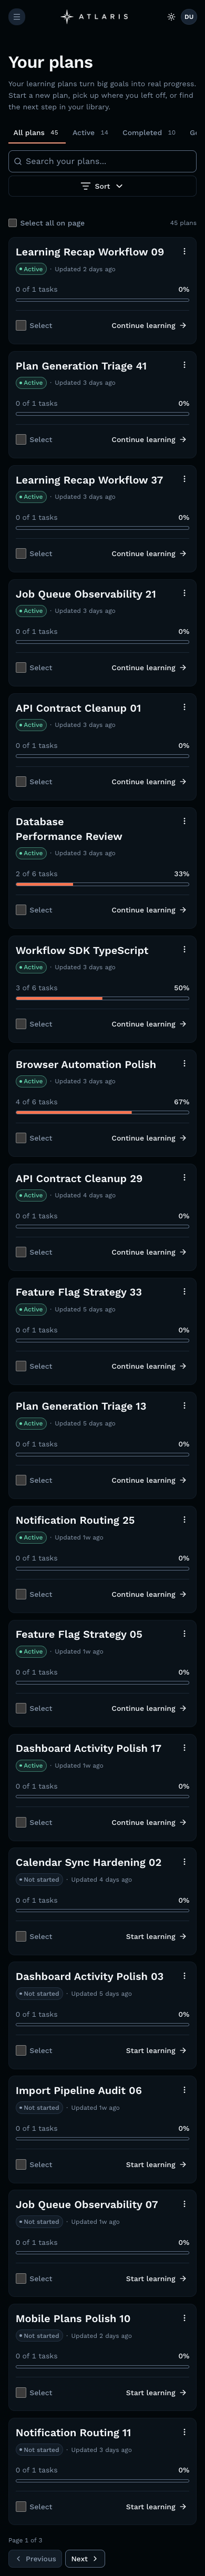 ATLARIS
DU
Your plans
Your learning plans turn big goals into real progress.
Start a new plan, pick up where you left off, or find
the next step in your library.
All plans 45 Active 14 Completed 10
Search your plans...
Sort
Select all on page 45 plans
Learning Recap Workflow 09
Active · Updated 2 days ago
0 of 1 tasks 0%
Select Continue learning →
Plan Generation Triage 41
Active · Updated 3 days ago
0 of 1 tasks 0%
Select Continue learning →
Learning Recap Workflow 37
Active · Updated 3 days ago
0 of 1 tasks 0%
Select Continue learning →
Job Queue Observability 21
Active · Updated 3 days ago
0 of 1 tasks 0%
Select Continue learning →
API Contract Cleanup 01
Active · Updated 3 days ago
0 of 1 tasks 0%
Select Continue learning →
Database
Performance Review
Active · Updated 3 days ago
2 of 6 tasks 33%
Select Continue learning →
Workflow SDK TypeScript
Active · Updated 3 days ago
3 of 6 tasks 50%
Select Continue learning →
Browser Automation Polish
Active · Updated 3 days ago
4 of 6 tasks 67%
Select Continue learning →
API Contract Cleanup 29
Active · Updated 4 days ago
0 of 1 tasks 0%
Select Continue learning →
Feature Flag Strategy 33
Active · Updated 5 days ago
0 of 1 tasks 0%
Select Continue learning →
Plan Generation Triage 13
Active · Updated 5 days ago
0 of 1 tasks 0%
Select Continue learning →
Notification Routing 25
Active · Updated 1w ago
0 of 1 tasks 0%
Select Continue learning →
Feature Flag Strategy 05
Active · Updated 1w ago
0 of 1 tasks 0%
Select Continue learning →
Dashboard Activity Polish 17
Active · Updated 1w ago
0 of 1 tasks 0%
Select Continue learning →
Calendar Sync Hardening 02
Not started · Updated 4 days ago
0 of 1 tasks 0%
Select Start learning →
Dashboard Activity Polish 03
Not started · Updated 5 days ago
0 of 1 tasks 0%
Select Start learning →
Import Pipeline Audit 06
Not started · Updated 1w ago
0 of 1 tasks 0%
Select Start learning →
Job Queue Observability 07
Not started · Updated 1w ago
0 of 1 tasks 0%
Select Start learning →
Mobile Plans Polish 10
Not started · Updated 2 days ago
0 of 1 tasks 0%
Select Start learning →
Notification Routing 11
Not started · Updated 3 days ago
0 of 1 tasks 0%
Select Start learning →
Page 1 of 3
Previous Next